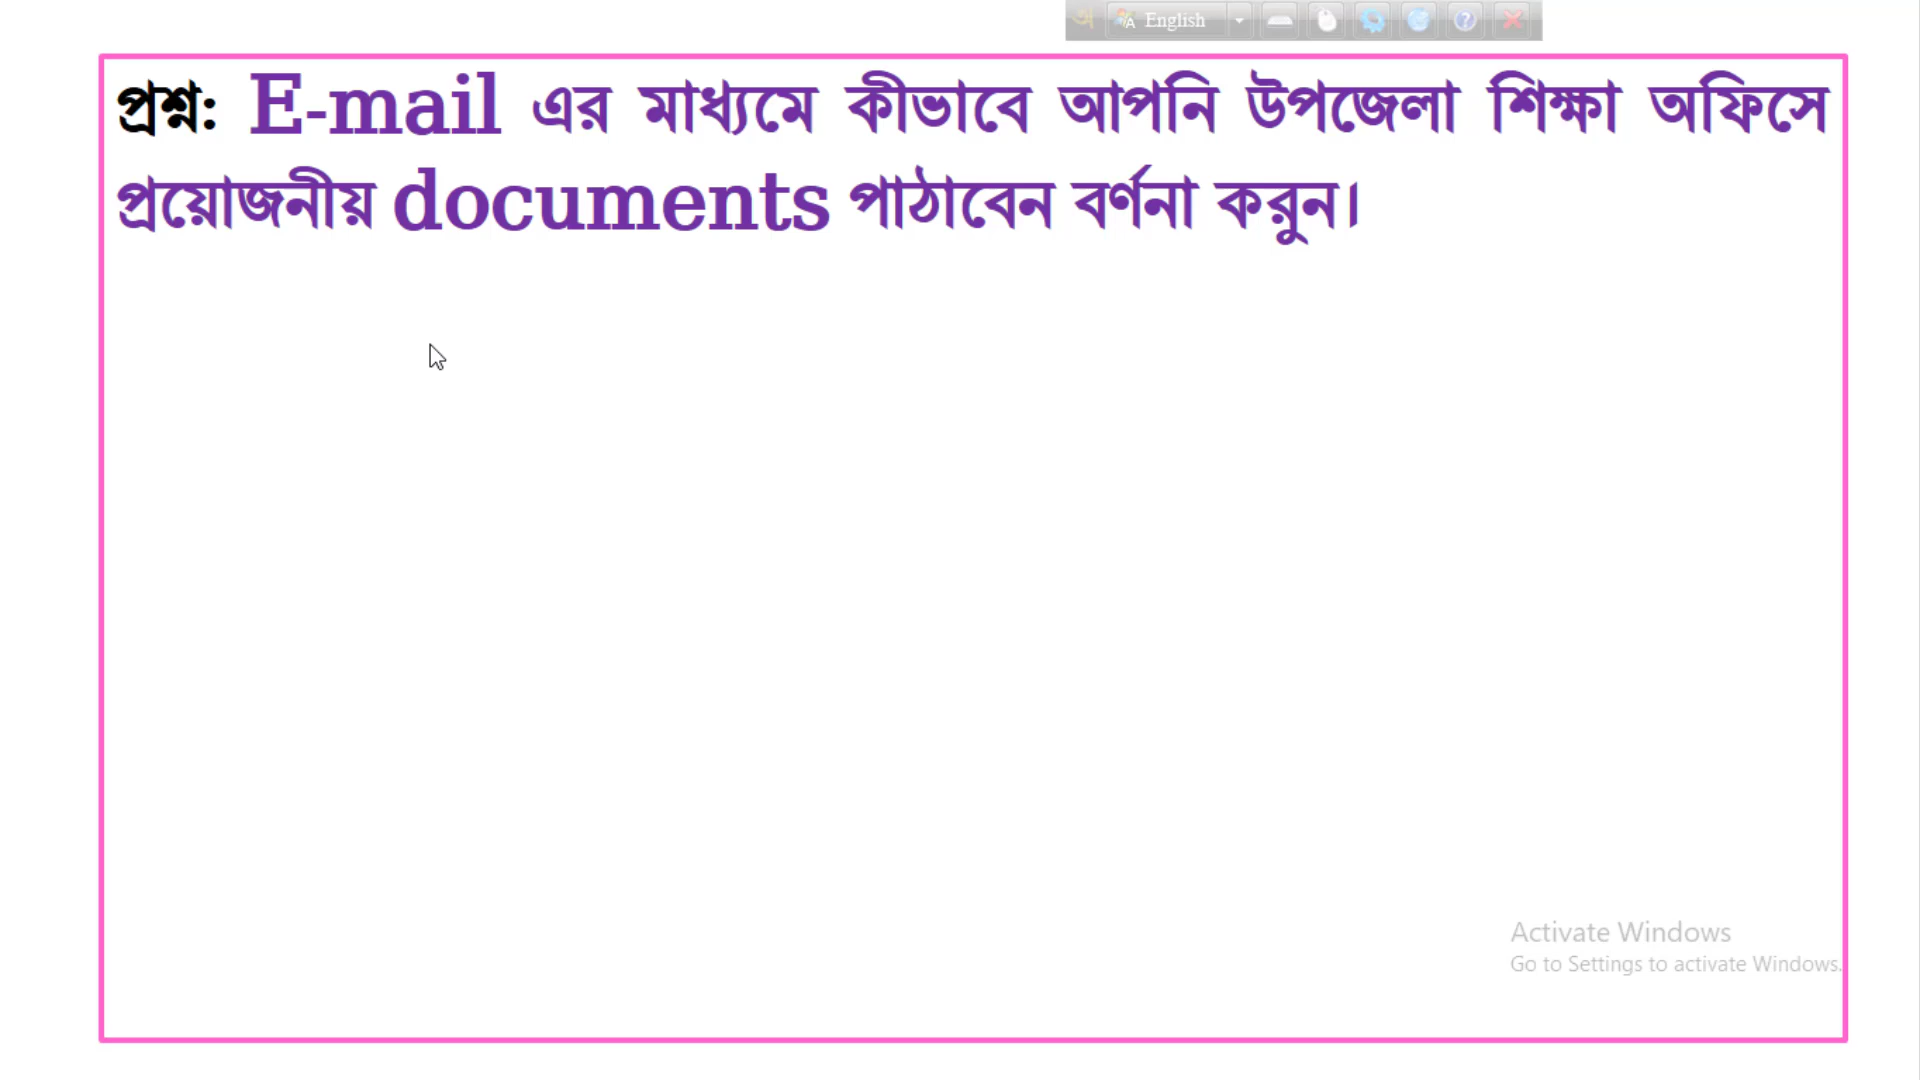 অ English
প্রশ্ন: E-mail এর মাধ্যমে কীভাবে আপনি উপজেলা শিক্ষা অফিসে
প্রয়োজনীয় documents পাঠাবেন বর্ণনা করুন।
Activate Windows
Go to Settings to activate Windows.